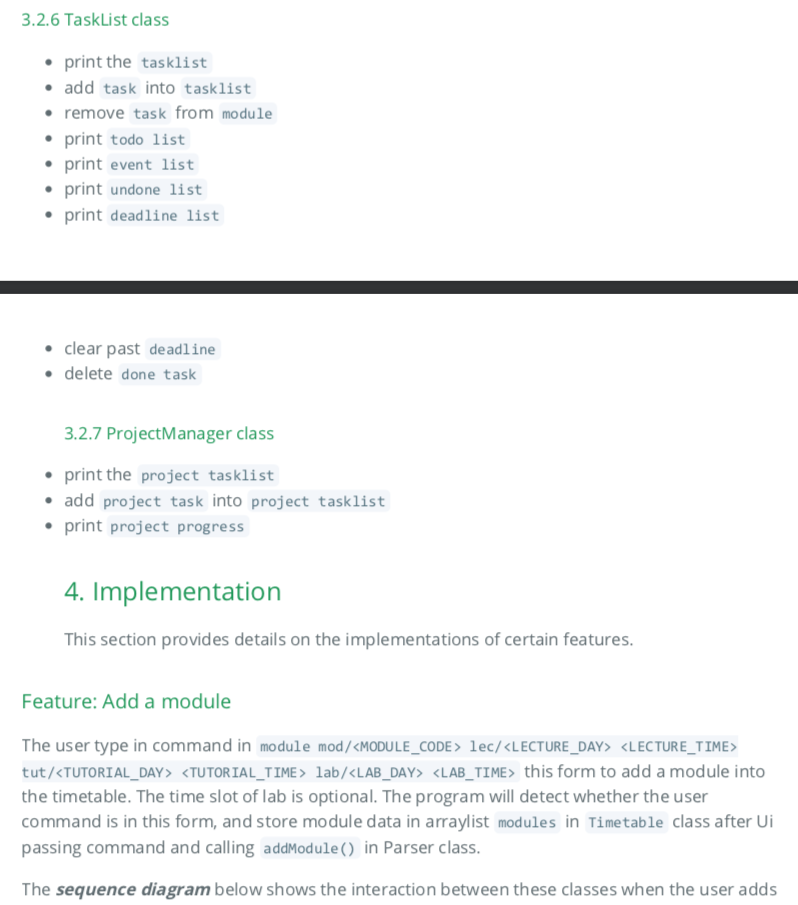 3.2.6 TaskList class
print the tasklist
add task into tasklist
remove task from module
print todo list
print event list
print undone list
print deadline list
clear past deadline
delete done task
3.2.7 ProjectManager class
print the project tasklist
add project task into project tasklist
print project progress
4. Implementation
This section provides details on the implementations of certain features.
Feature: Add a module
The user type in command in module mod/<MODULE_CODE> lec/<LECTURE_DAY> <LECTURE_TIME>
tut/<TUTORIAL_DAY> <TUTORIAL_TIME> lab/<LAB_DAY> <LAB_TIME> this form to add a module into
the timetable. The time slot of lab is optional. The program will detect whether the user
command is in this form, and store module data in arraylist modules in Timetable class after Ui
passing command and calling addModule() in Parser class.
The sequence diagram below shows the interaction between these classes when the user adds